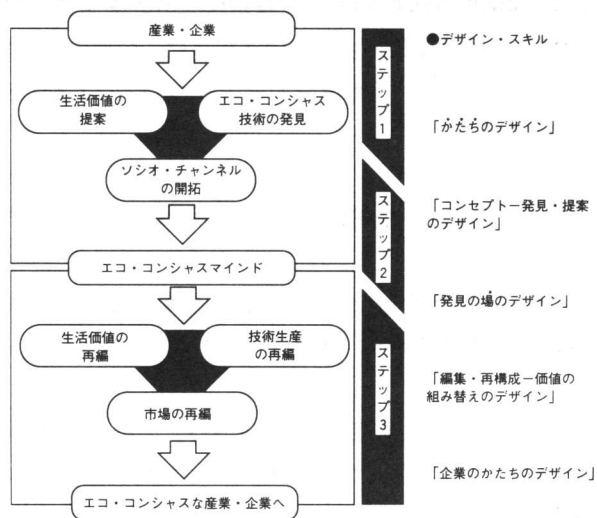 産業・企業
生活価値の
提案
エコ・コンシャス
技術の発見
ソシオ・チャンネル
の開拓
エコ・コンシャスマインド
生活価値の
再編
技術生産
の再編
市場の再編
エコ・コンシャスな産業・企業へ
ステップ1
ステップ2
ステップ3
●デザイン・スキル
「かたちのデザイン」
「コンセプトー発見・提案
のデザイン」
「発見の場のデザイン」
「編集・再構成ー価値の
組み替えのデザイン」
「企業のかたちのデザイン」